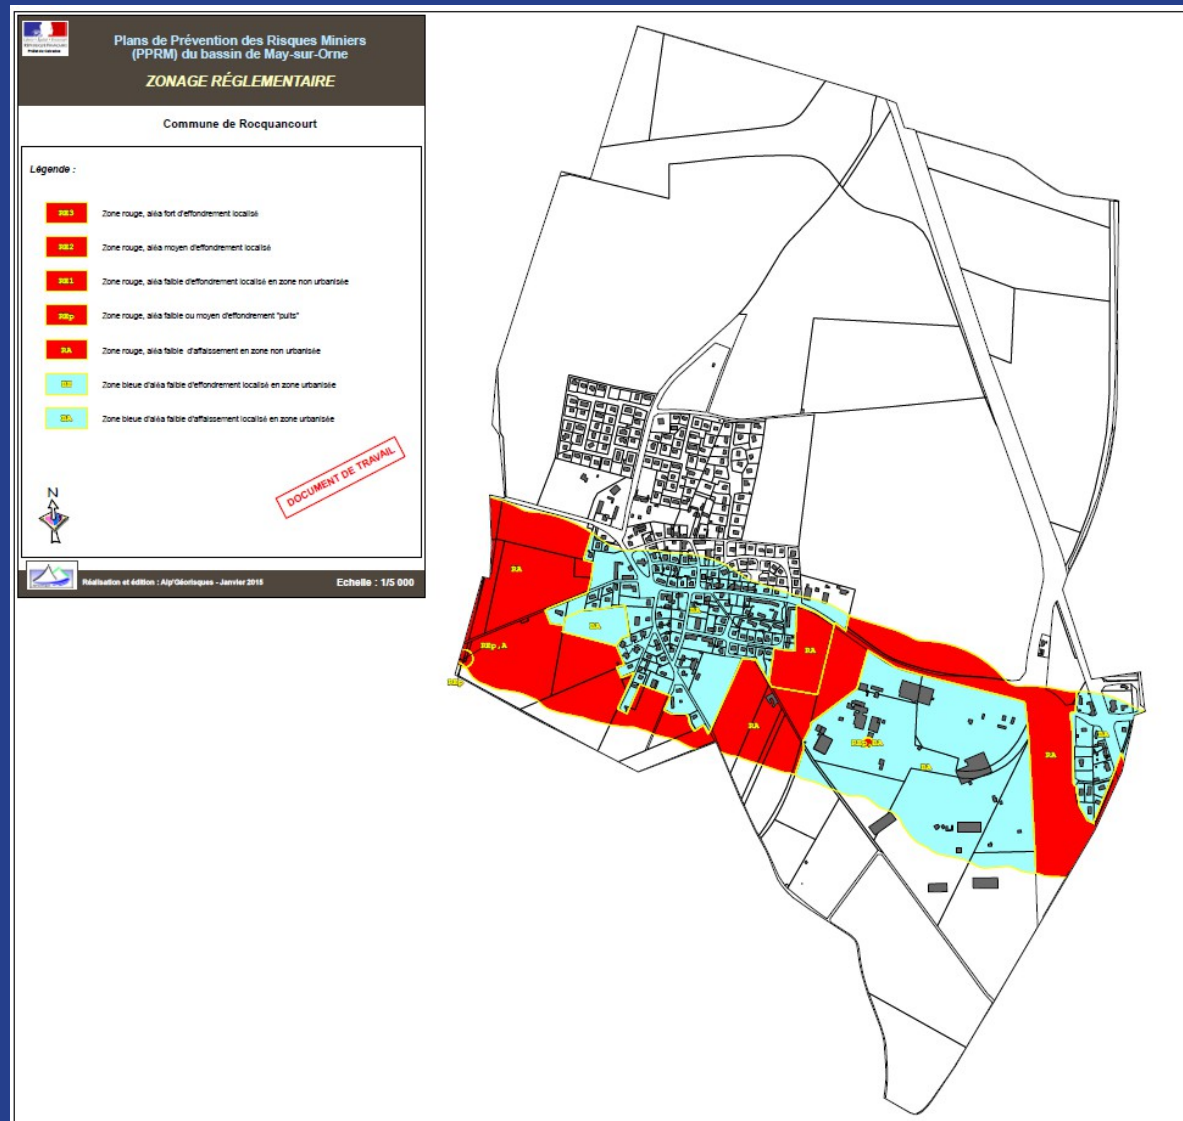 Plans de Prévention des Risques Miniers
(PPRM) du bassin de May-sur-Orne
ZONAGE RÉGLEMENTAIRE
Commune de Rocquancourt
Légende :
RE3 Zone rouge, aléa fort d'effondrement localisé
RE2 Zone rouge, aléa moyen d'effondrement localisé
RE1 Zone rouge, aléa faible d'effondrement localisé en zone non urbanisée
REp Zone rouge, aléa faible ou moyen d'effondrement "puits"
RA Zone rouge, aléa faible d'affaissement en zone non urbanisée
Zone bleue d'aléa faible d'effondrement localisé en zone urbanisée
BA Zone bleue d'aléa faible d'affaissement localisé en zone urbanisée
DOCUMENT DE TRAVAIL
N
Réalisation et édition : Alp'Géorisques - Janvier 2015
Echelle : 1/5 000
RA
BA
REp,A
RA
REp
RA
BA
RA
BA